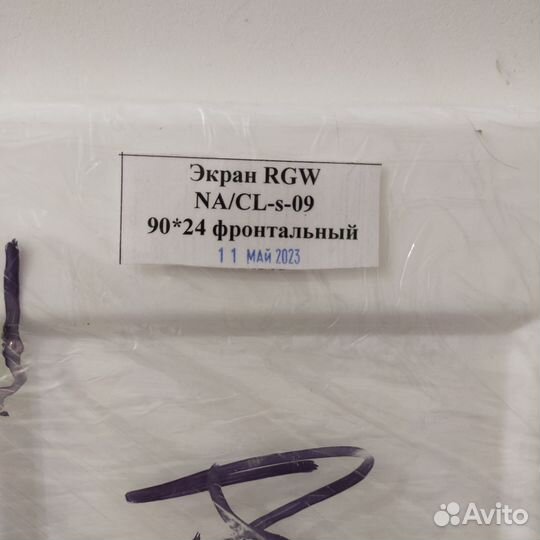 Экран RGW
NA/CL-s-09
90*24 фронтальный
11 МАЙ 2023
Avito